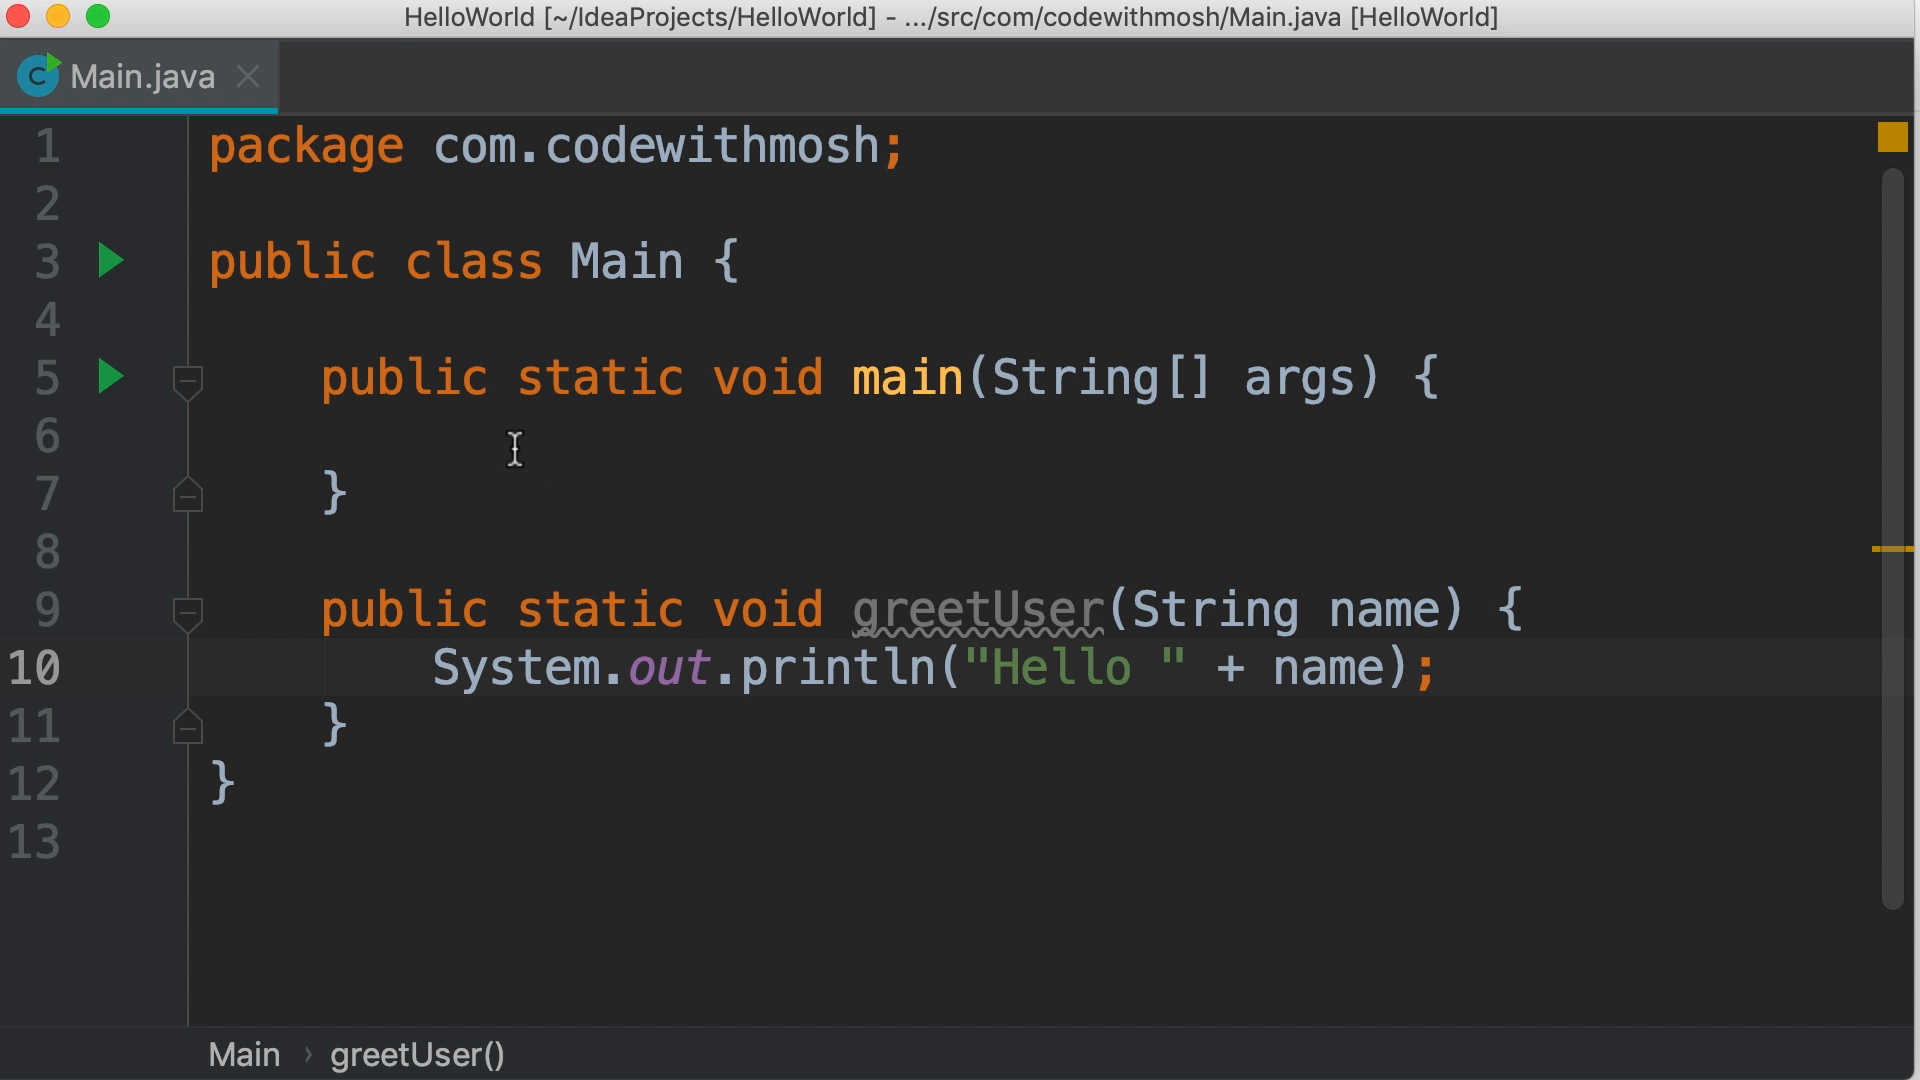 HelloWorld [~/IdeaProjects/HelloWorld] - .../src/com/codewithmosh/Main.java [HelloWorld]
Main.java
1 package com.codewithmosh;
2
3 public class Main {
4
5     public static void main(String[] args) {
6
7     }
8
9     public static void greetUser(String name) {
10         System.out.println("Hello " + name);
11     }
12 }
13
Main › greetUser()